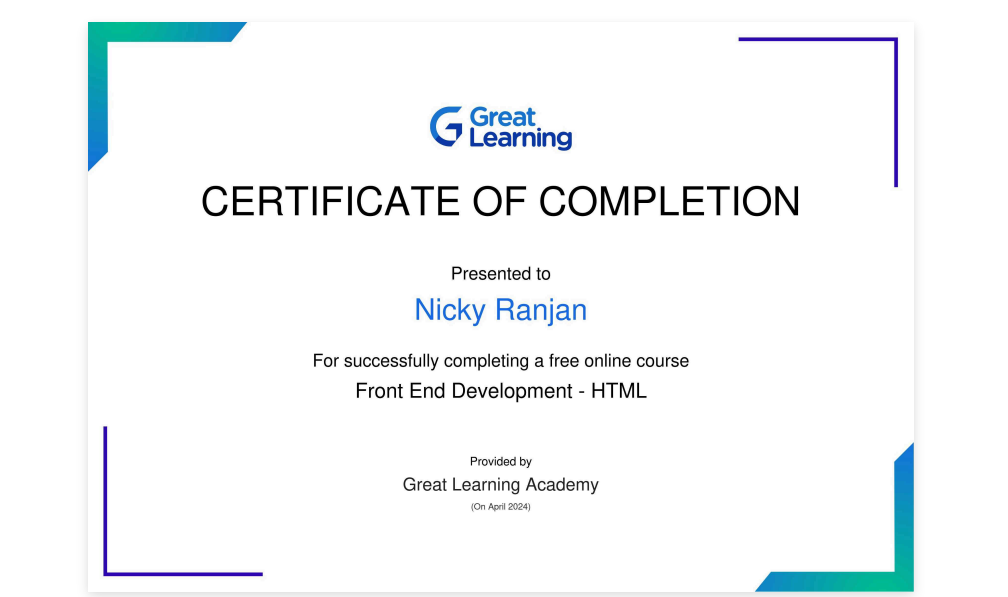 Great
Learning
CERTIFICATE OF COMPLETION
Presented to
Nicky Ranjan
For successfully completing a free online course
Front End Development - HTML
Provided by
Great Learning Academy
(On April 2024)